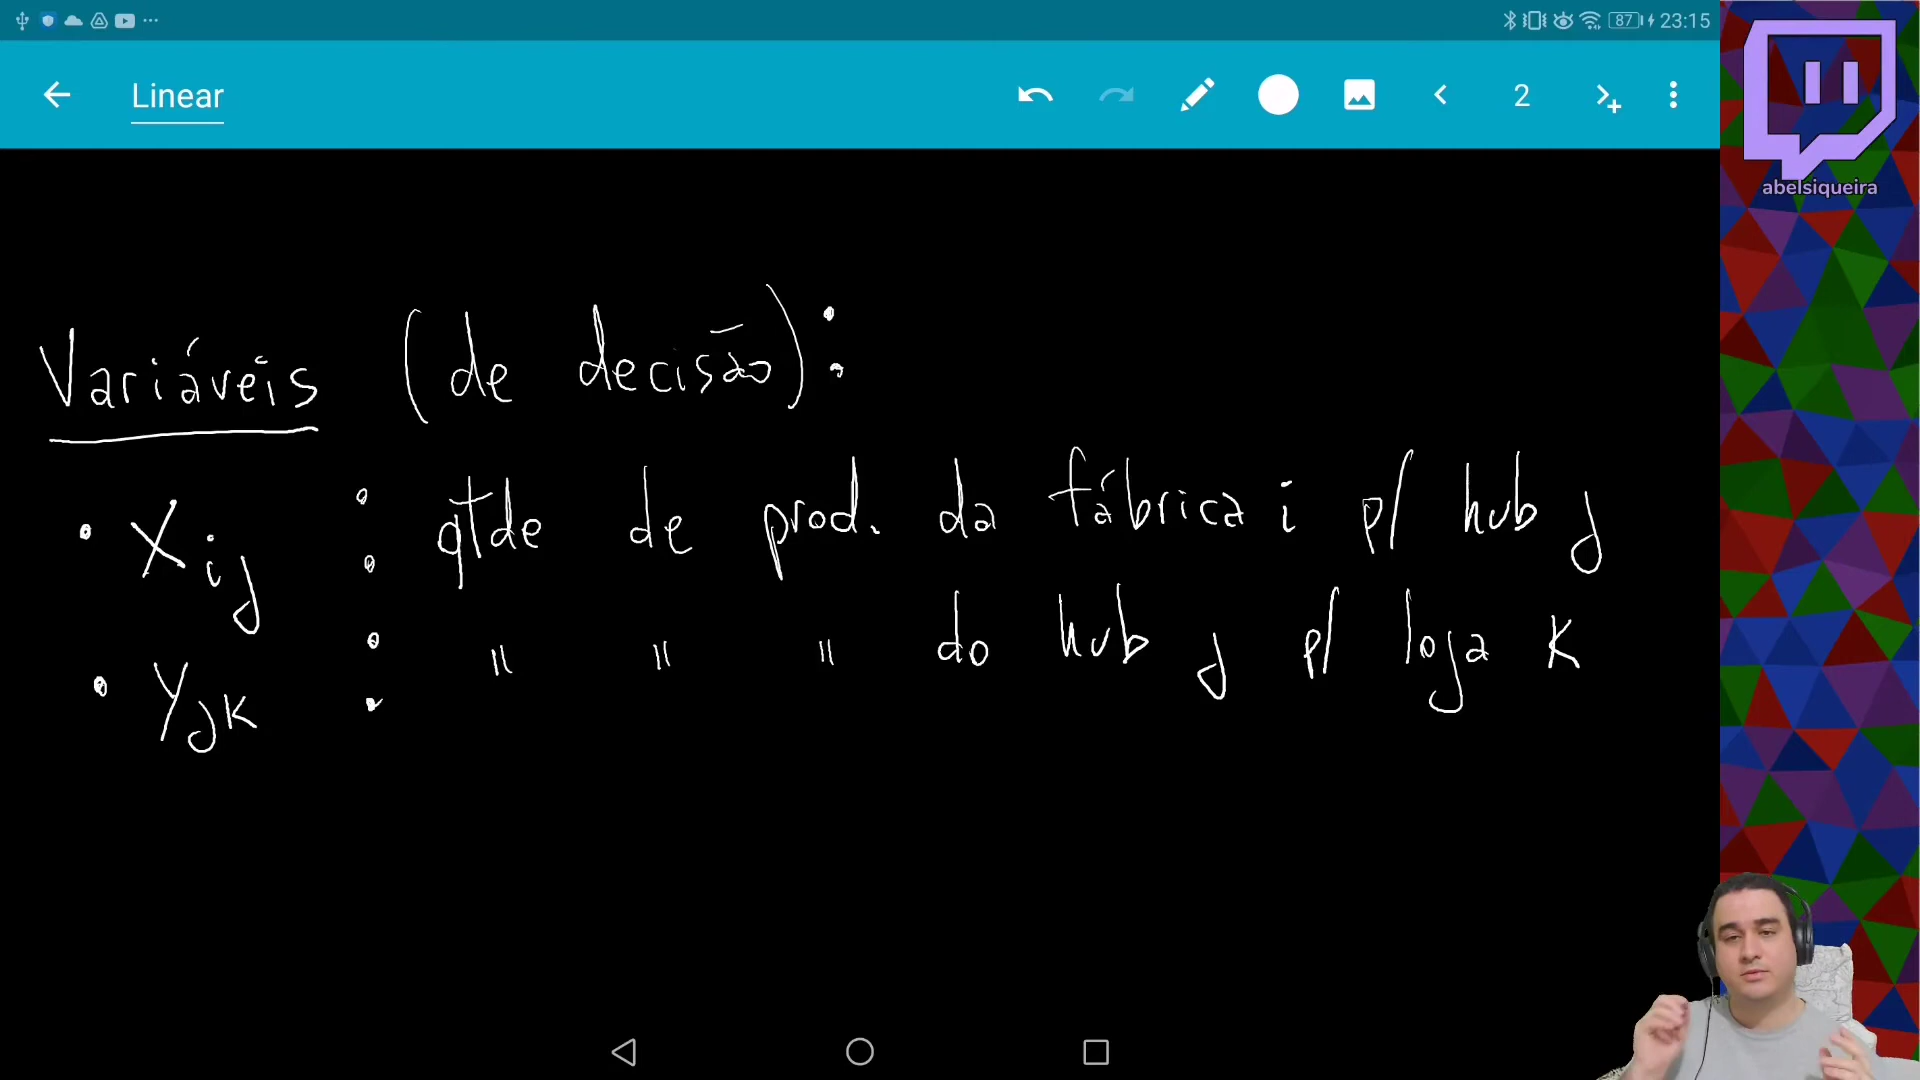 87 23:15
Linear
2
abelsiqueira
Variáveis (de decisão):
• Xij : qtde de prod. da fábrica i p/ hub j
• Yjk : " " " do hub j p/ loja k